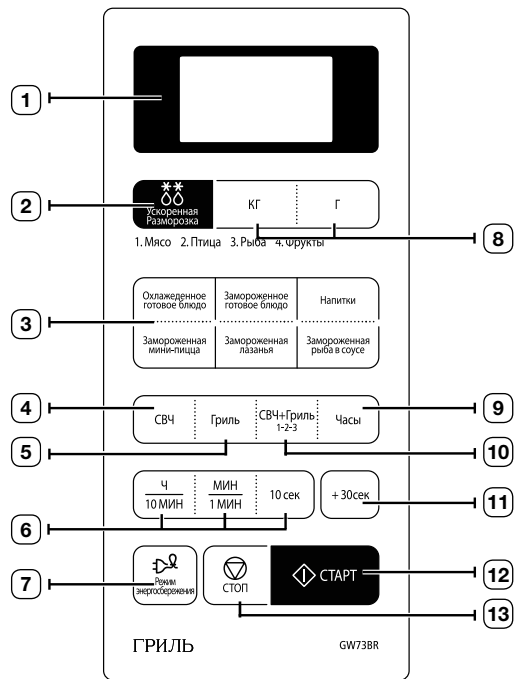 1
2
Ускоренная
Разморозка
КГ
Г
8
1. Мясо 2. Птица 3. Рыба 4. Фрукты
3
Охлажеденное
готовое блюдо
Замороженное
готовое блюдо
Напитки
Замороженная
мини-пицца
Замороженная
лазанья
Замороженная
рыба в соусе
4
СВЧ
Гриль
СВЧ+Гриль
1-2-3
Часы
9
5
10
Ч
10 МИН
МИН
1 МИН
10 сек
+30сек
11
6
7
Режим
энергосбережения
СТОП
СТАРТ
12
13
ГРИЛЬ
GW73BR